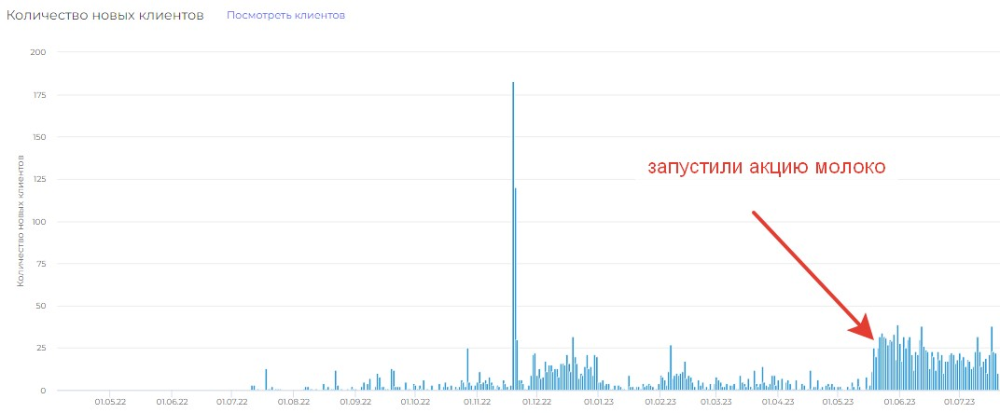 Количество новых клиентов Посмотреть клиентов
200
175
150
125
100
75
50
25
0
Количество новых клиентов
запустили акцию молоко
01.05.22 01.06.22 01.07.22 01.08.22 01.09.22 01.10.22 01.11.22 01.12.22 01.01.23 01.02.23 01.03.23 01.04.23 01.05.23 01.06.23 01.07.23